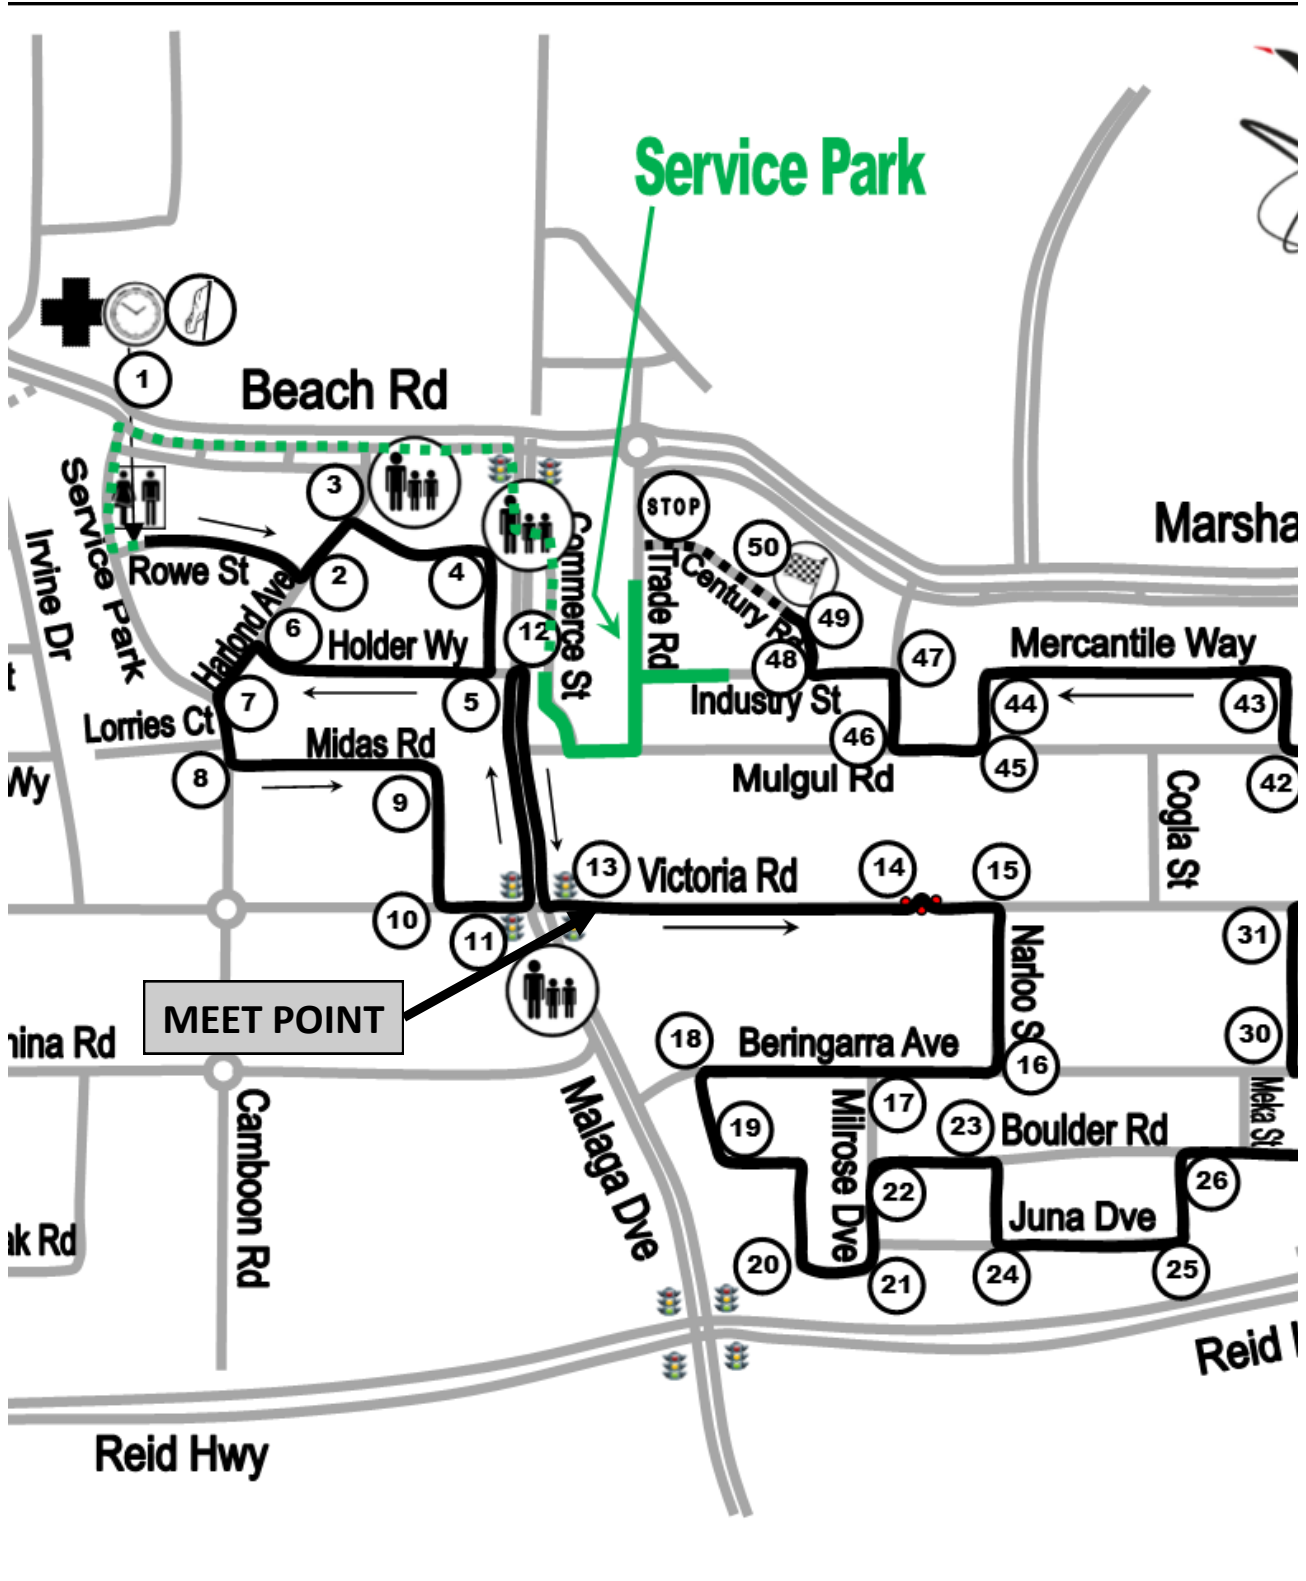 Service Park
1
Beach Rd
3
Service Park
STOP
Marsha
Irvine Dr
Rowe St
2
4
Commerce St
Trade Rd
Century Rd
50
49
Harlond Ave
6
Holder Wy
12
48
47
Mercantile Way
t
7
5
Industry St
44
43
Lorries Ct
Midas Rd
46
45
Wy
8
9
Mulgul Rd
Cogla St
42
13
Victoria Rd
14
15
10
11
Narloo S
31
MEET POINT
nina Rd
18
Beringarra Ave
16
30
Camboon Rd
Malaga Dve
19
Milrose Dve
17
23
Boulder Rd
Meka St
22
26
ak Rd
Juna Dve
20
21
24
25
Reid H
Reid Hwy